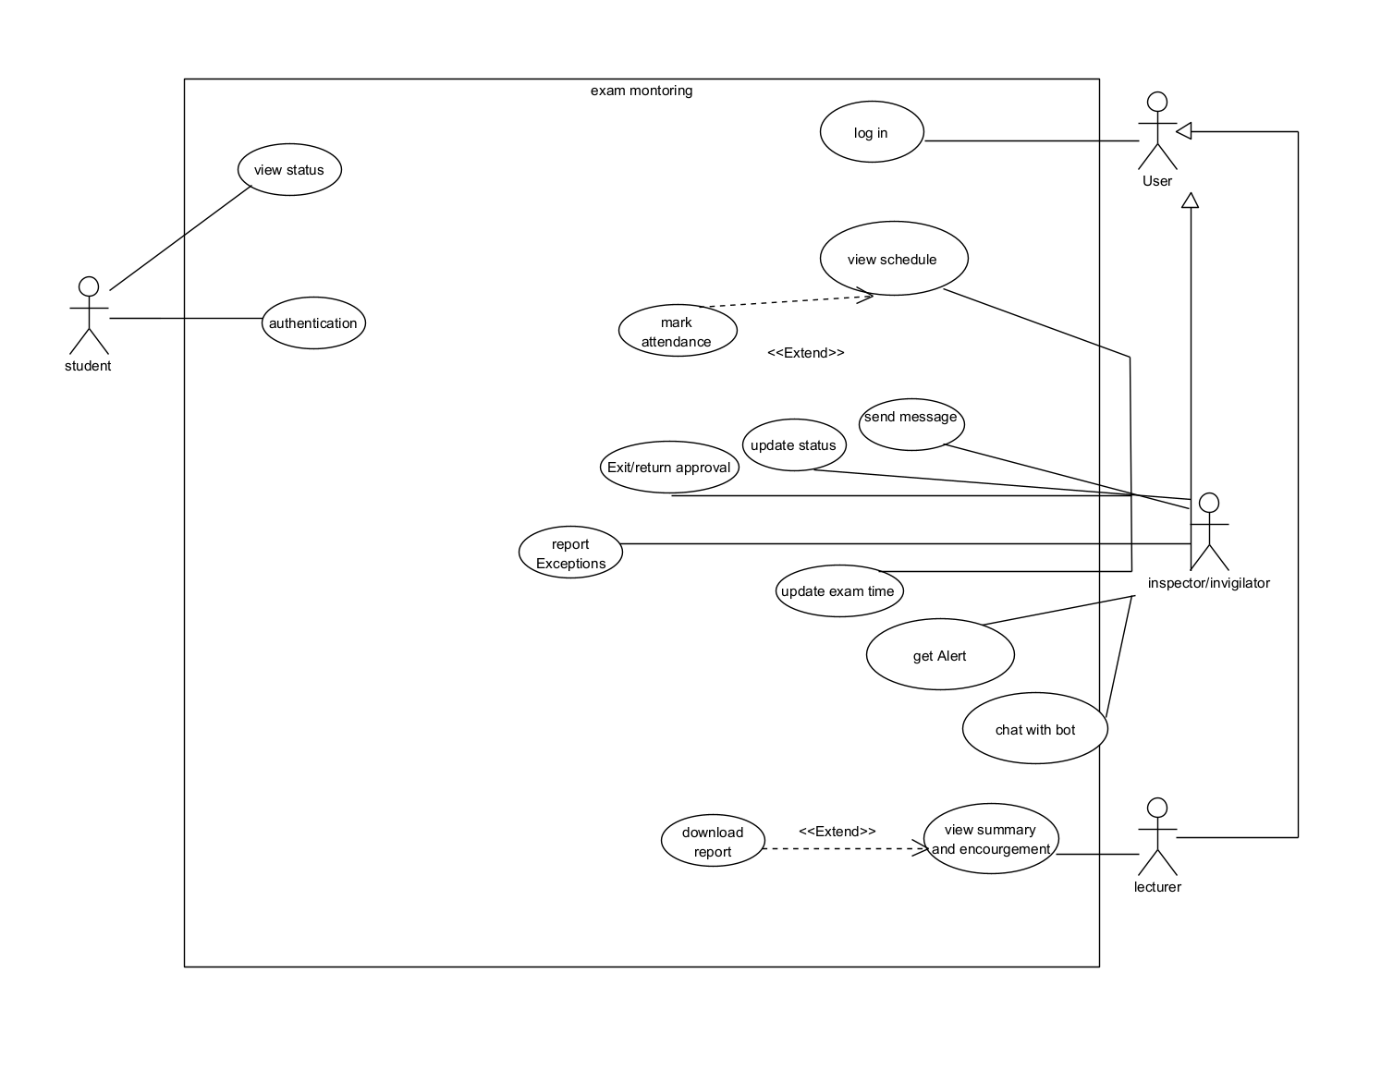 exam montoring
log in
User
view status
view schedule
mark
attendance
<<Extend>>
authentication
student
send message
update status
Exit/return approval
report
Exceptions
update exam time
inspector/invigilator
get Alert
chat with bot
download
report
<<Extend>>
view summary
and encourgement
lecturer